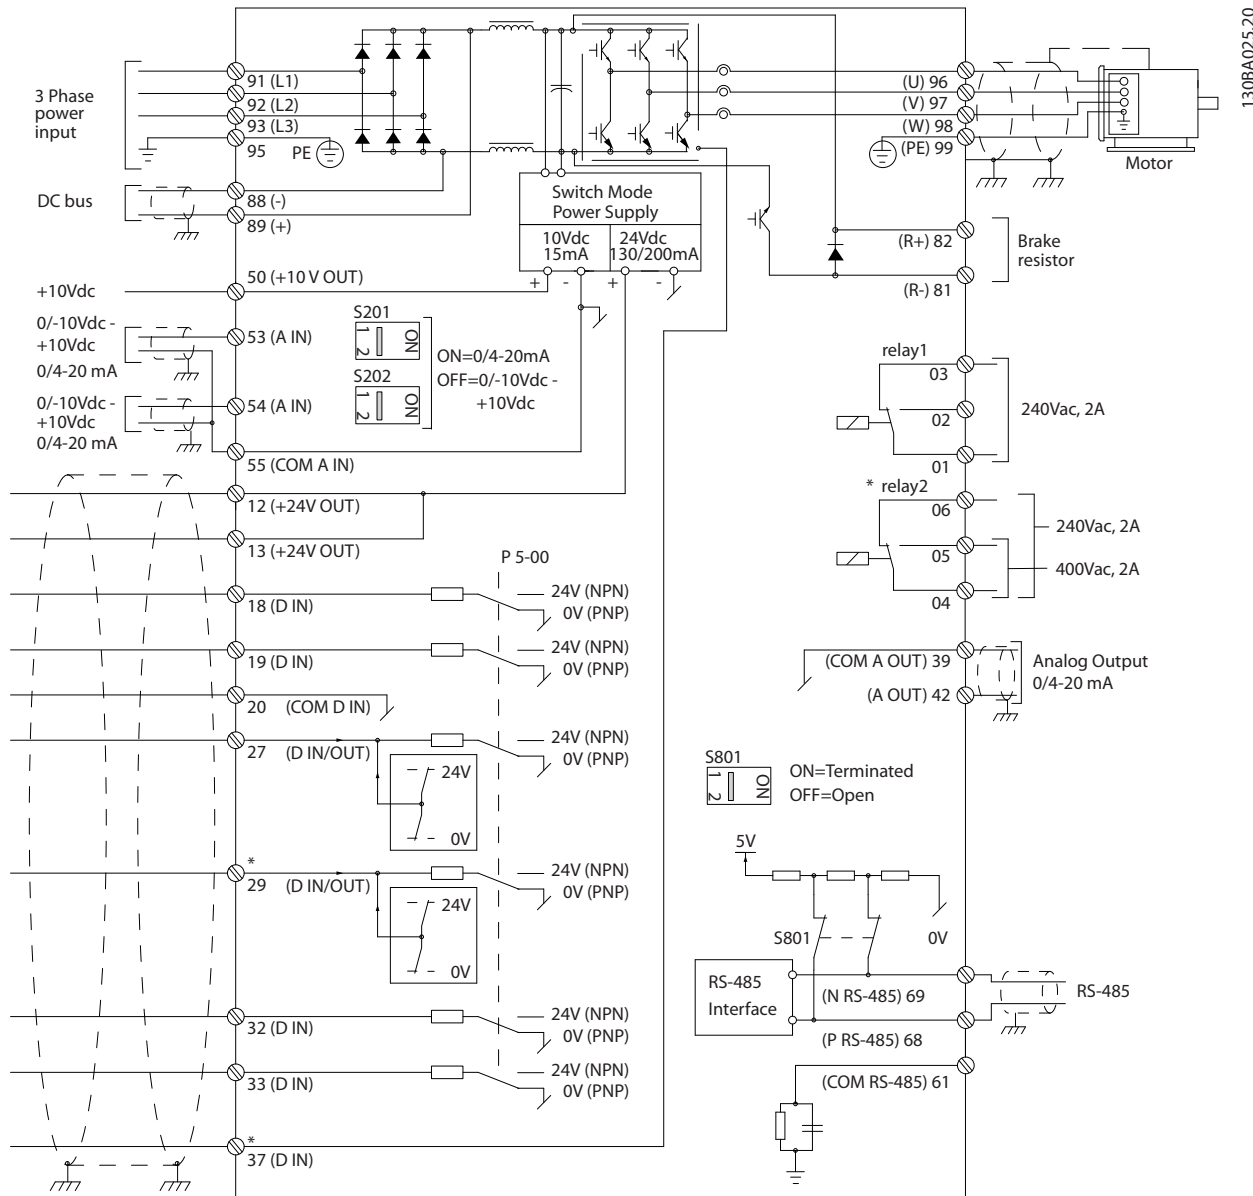 130BA025.20
3 Phase
power
input
91 (L1)
92 (L2)
93 (L3)
95
PE
DC bus
88 (-)
89 (+)
50 (+10 V OUT)
+10Vdc
0/-10Vdc -
+10Vdc
0/4-20 mA
53 (A IN)
0/-10Vdc -
+10Vdc
0/4-20 mA
54 (A IN)
55 (COM A IN)
12 (+24V OUT)
13 (+24V OUT)
18 (D IN)
19 (D IN)
20 (COM D IN)
27 (D IN/OUT)
24V
0V
*
29 (D IN/OUT)
24V
0V
32 (D IN)
33 (D IN)
*
37 (D IN)
Switch Mode
Power Supply
10Vdc
15mA
24Vdc
130/200mA
+ - + -
S201
1 2
ON
S202
1 2
ON
ON=0/4-20mA
OFF=0/-10Vdc -
+10Vdc
P 5-00
24V (NPN)
0V (PNP)
24V (NPN)
0V (PNP)
24V (NPN)
0V (PNP)
24V (NPN)
0V (PNP)
24V (NPN)
0V (PNP)
24V (NPN)
0V (PNP)
(U) 96
(V) 97
(W) 98
(PE) 99
Motor
(R+) 82
(R-) 81
Brake
resistor
relay1
03
02
01
240Vac, 2A
* relay2
06
05
04
240Vac, 2A
400Vac, 2A
(COM A OUT) 39
(A OUT) 42
Analog Output
0/4-20 mA
S801
1 2
ON
ON=Terminated
OFF=Open
5V
S801
0V
RS-485
Interface
(N RS-485) 69
(P RS-485) 68
(COM RS-485) 61
RS-485